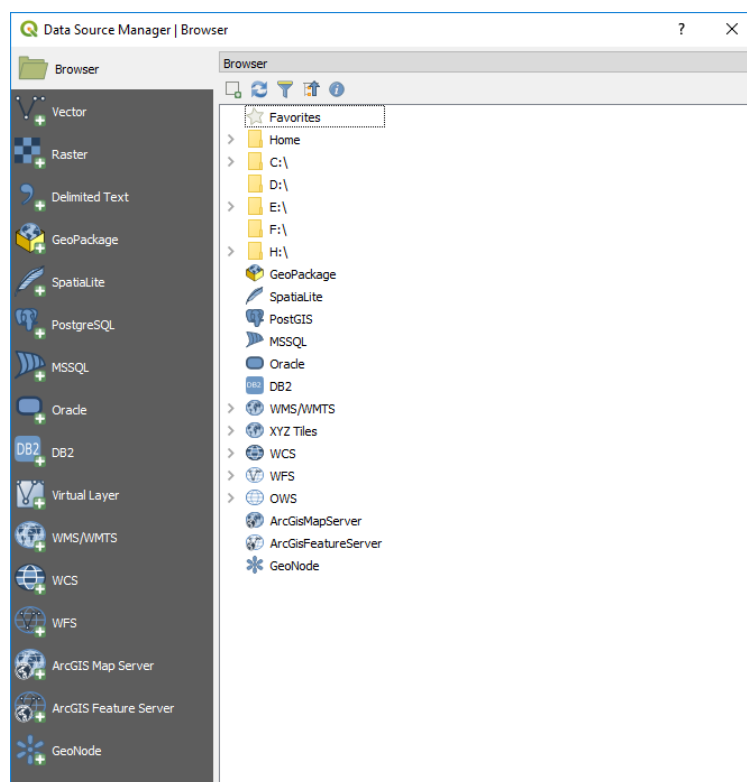 Data Source Manager | Browser
Browser
Vector
Raster
Delimited Text
GeoPackage
SpatiaLite
PostgreSQL
MSSQL
Oracle
DB2
DB2
Virtual Layer
WMS/WMTS
WCS
WFS
ArcGIS Map Server
ArcGIS Feature Server
GeoNode
Browser
Favorites
Home
C:\
D:\
E:\
F:\
H:\
GeoPackage
SpatiaLite
PostGIS
MSSQL
Oracle
DB2
DB2
WMS/WMTS
XYZ Tiles
WCS
WFS
OWS
ArcGisMapServer
ArcGisFeatureServer
GeoNode